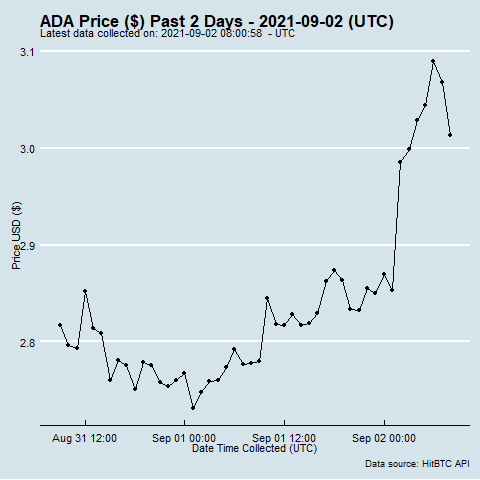 ADA Price ($) Past 2 Days - 2021-09-02 (UTC)
Latest data collected on: 2021-09-02 08:00:58  - UTC
3.1
3.0
2.9
2.8
Price USD ($)
Aug 31 12:00
Sep 01 00:00
Sep 01 12:00
Sep 02 00:00
Date Time Collected (UTC)
Data source: HitBTC API